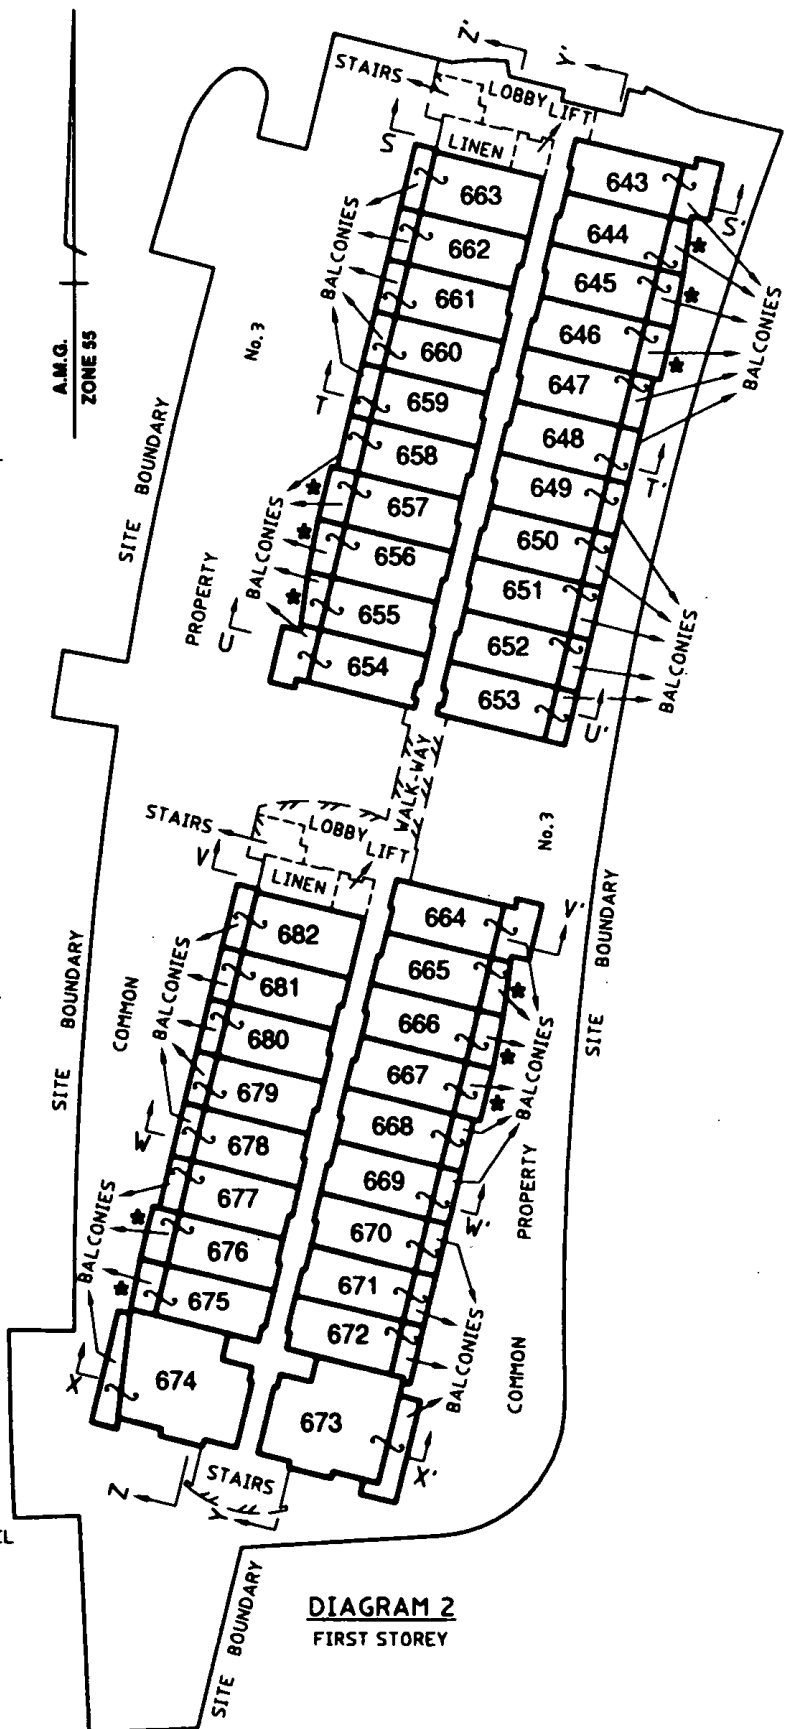 Z'
Y'
STAIRS
LOBBY
LIFT
S
LINEN
663
643
S'
662
644
*
BALCONIES
661
645
*
BALCONIES
A.M.G.
ZONE 55
No.3
660
646
*
T
659
647
658
648
T'
SITE BOUNDARY
*
657
649
*
656
650
PROPERTY
BALCONIES
*
655
651
U
654
652
BALCONIES
653
U'
WALK-WAY
STAIRS
LOBBY
LIFT
No.3
V
LINEN
682
664
V'
SITE BOUNDARY
COMMON
BALCONIES
681
665
*
680
666
*
BALCONIES
SITE BOUNDARY
679
667
*
W
678
668
677
669
W'
PROPERTY
BALCONIES
*
676
670
*
675
671
672
BALCONIES
COMMON
X
674
673
X'
Z
STAIRS
Y
IL
DIAGRAM 2
FIRST STOREY
SITE BOUNDARY